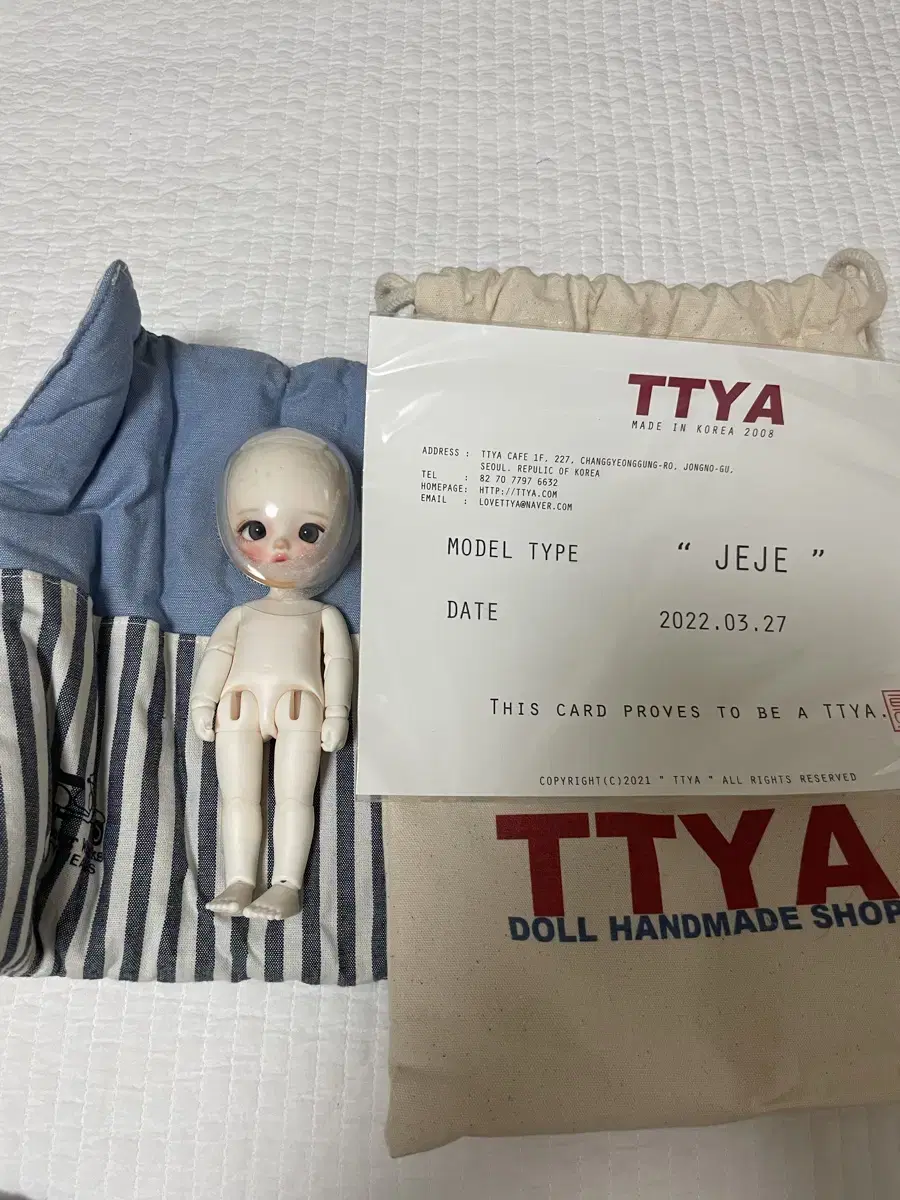 TTYA
MADE IN KOREA 2008
ADDRESS : TTYA CAFE 1F, 227, CHANGGYEONGGUNG-RO, JONGNO-GU,
SEOUL. REPULIC OF KOREA
TEL : 82 70 7797 6632
HOMEPAGE: HTTP://TTYA.COM
EMAIL : LOVETTYA@NAVER.COM
MODEL TYPE “ JEJE ”
DATE 2022.03.27
THIS CARD PROVES TO BE A TTYA.
COPYRIGHT(C)2021 " TTYA " ALL RIGHTS RESERVED
TTYA
DOLL HANDMADE SHOP